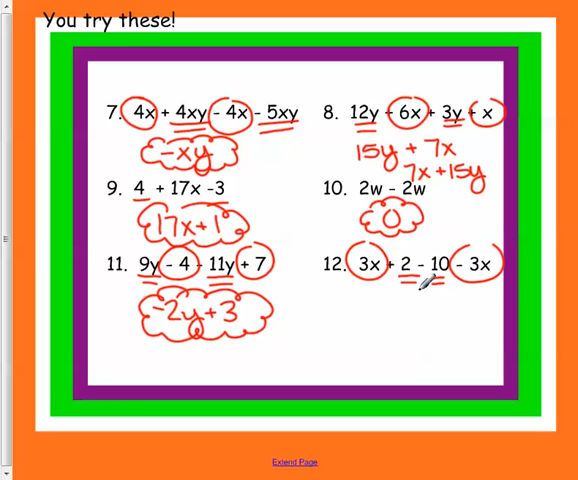 You try these!
7. 4x + 4xy - 4x - 5xy
-xy
8. 12y + 6x + 3y + x
15y + 7x
7x + 15y
9. 4 + 17x -3
17x + 1
10. 2w - 2w
0
11. 9y - 4 - 11y + 7
-2y + 3
12. 3x + 2 - 10 - 3x
Extend Page